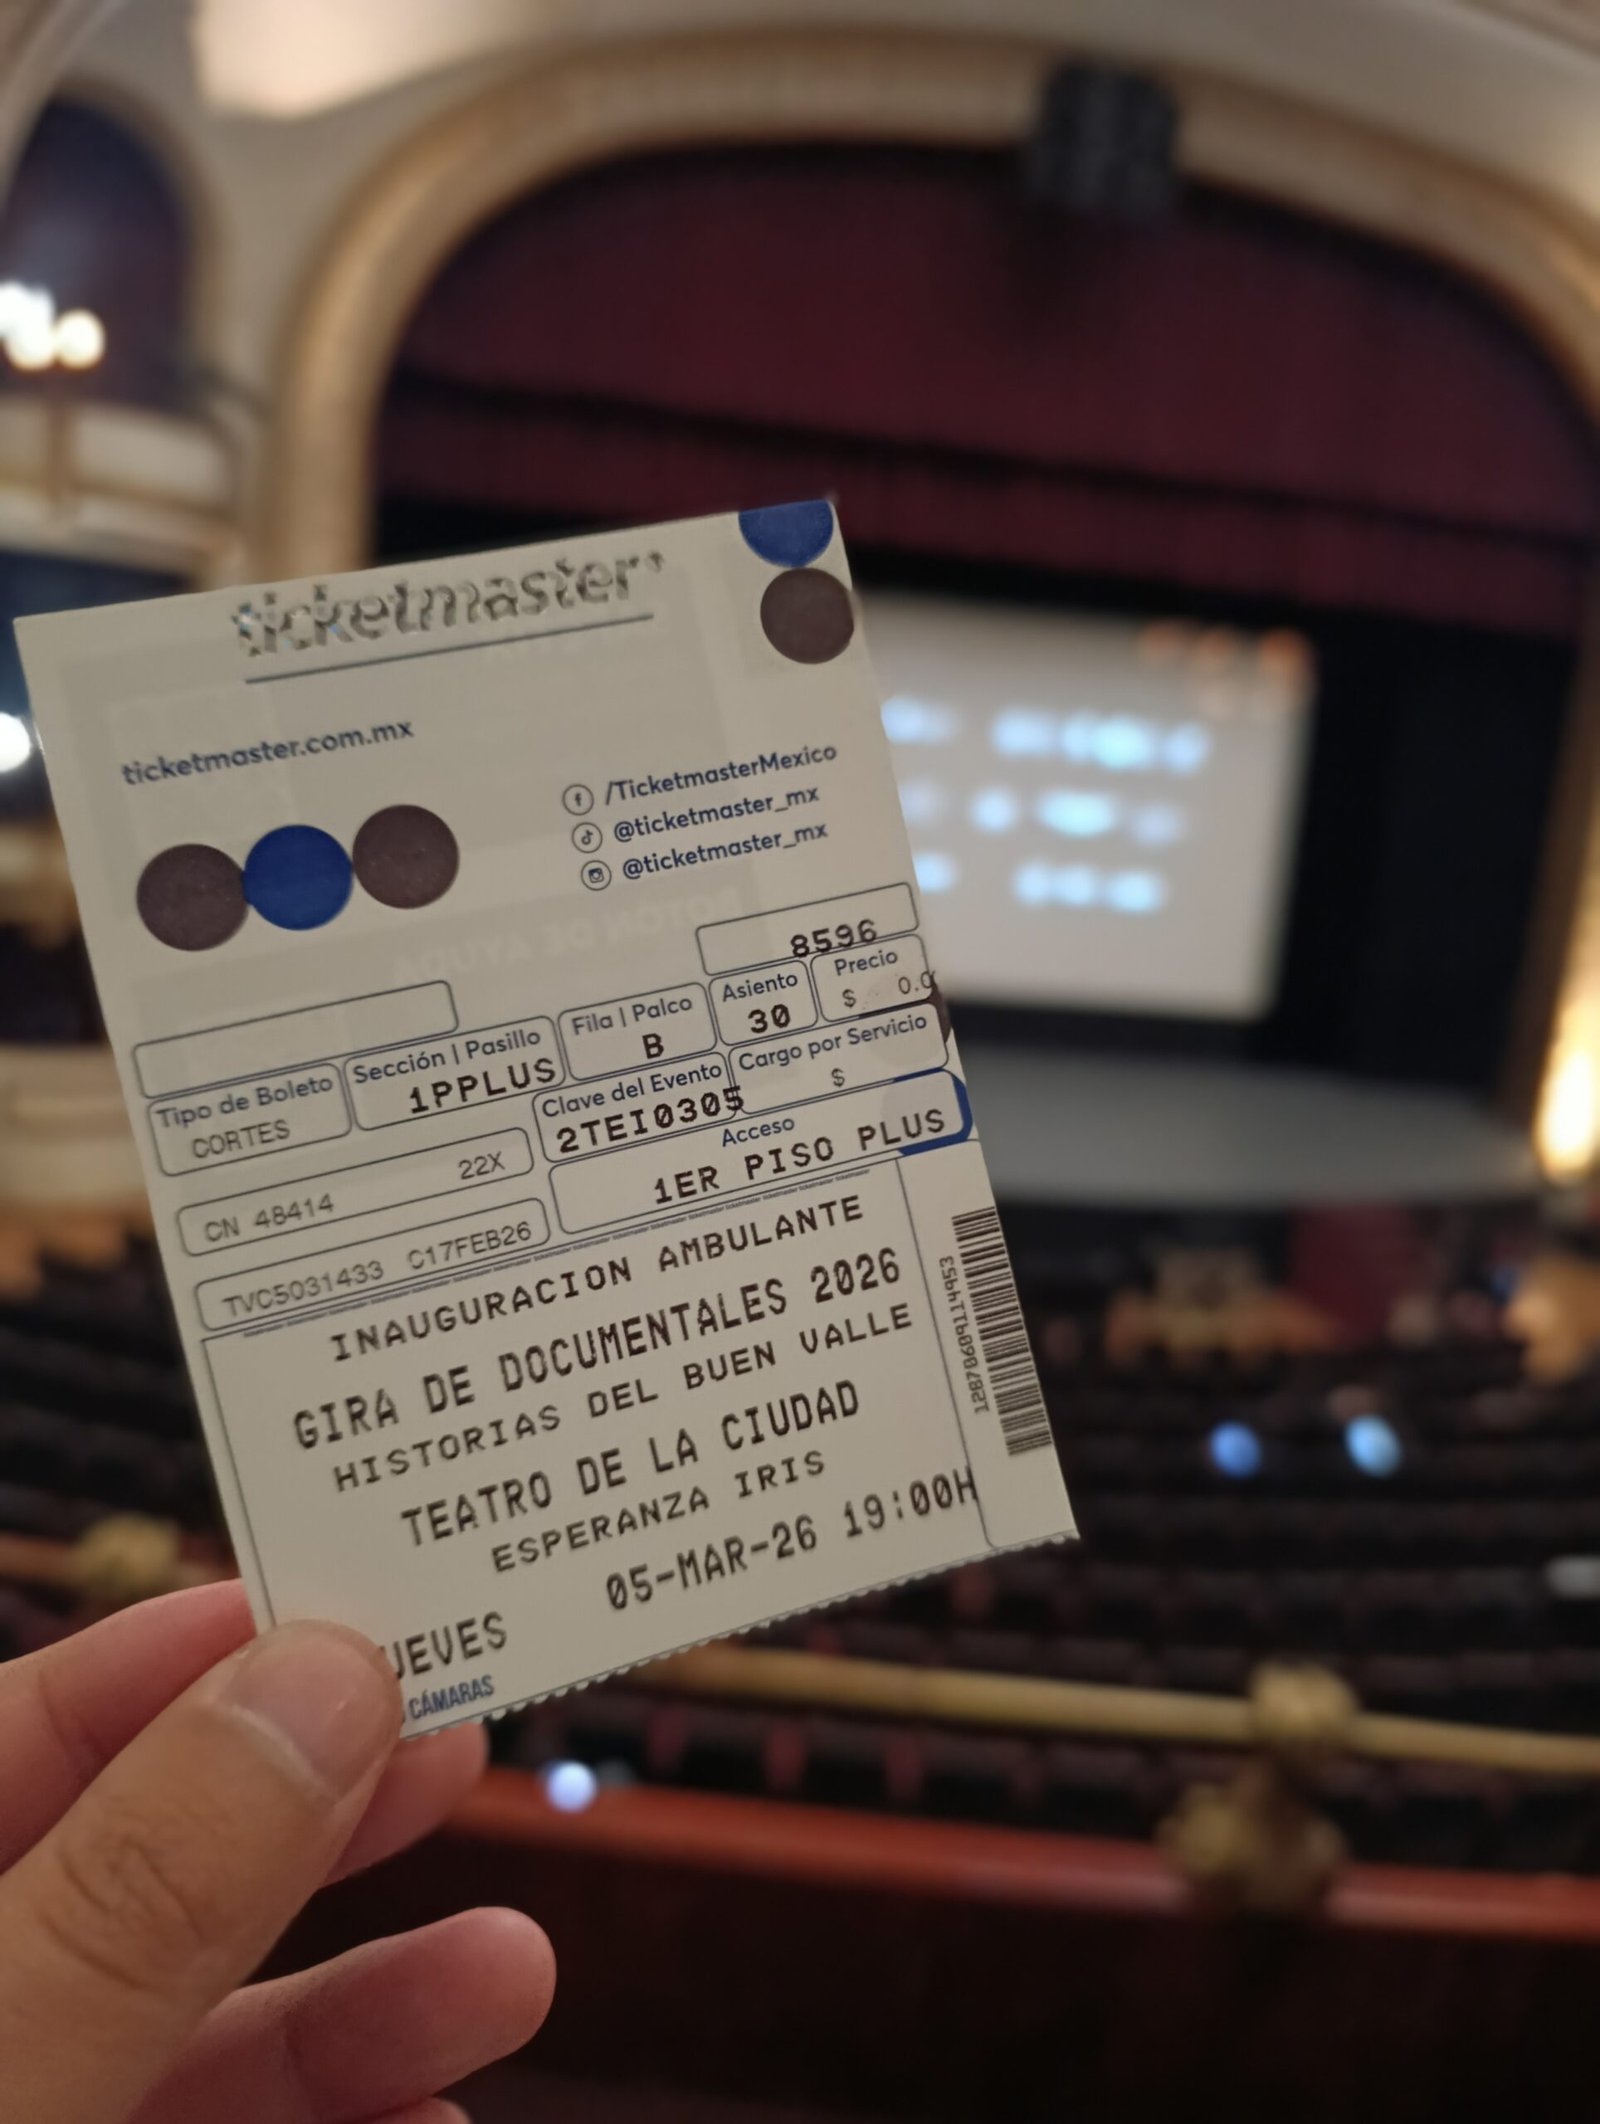 ticketmaster
ticketmaster.com.mx
/TicketmasterMexico
@ticketmaster_mx
@ticketmaster_mx
8596
Tipo de Boleto
CORTES
Sección | Pasillo
1PPLUS
Fila | Palco
B
Asiento
30
Precio
$ 0.0
CN 48414 22X
Clave del Evento
2TEI0305
Cargo por Servicio
$
TVC5031433 C17FEB26
Acceso
1ER PISO PLUS
INAUGURACION AMBULANTE
GIRA DE DOCUMENTALES 2026
HISTORIAS DEL BUEN VALLE
TEATRO DE LA CIUDAD
ESPERANZA IRIS
UEVES 05-MAR-26 19:00H
CÁMARAS